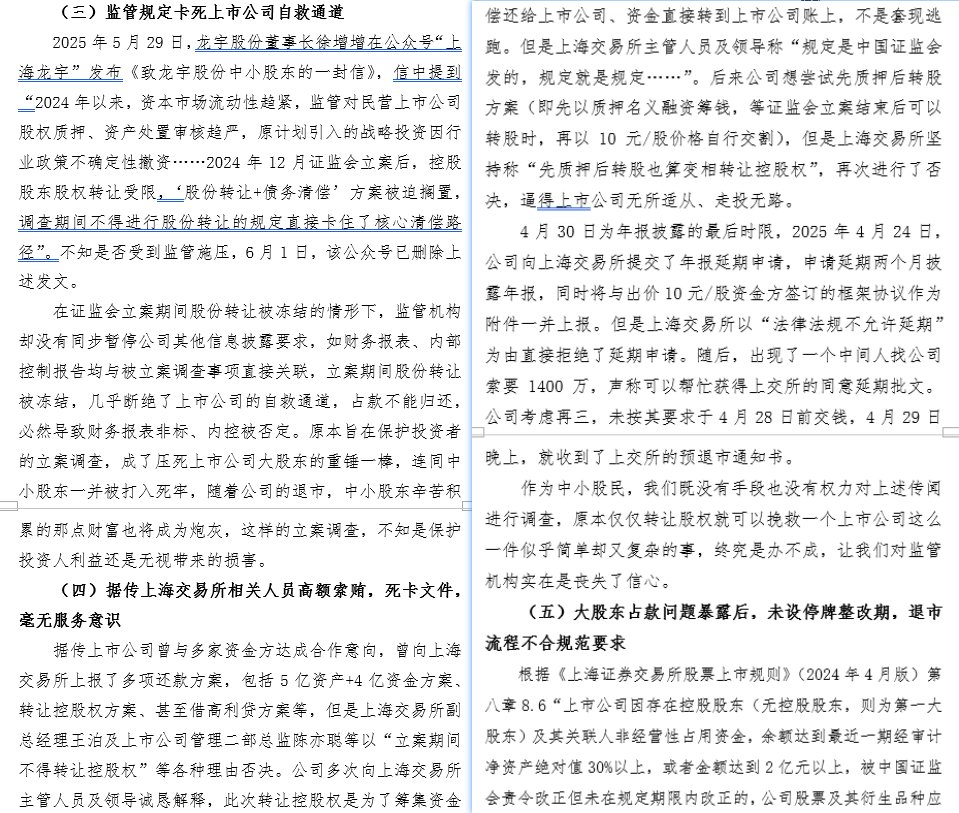 （三）监管规定卡死上市公司自救通道
2025 年 5 月 29 日,龙宇股份董事长徐增增在公众号“上
海龙宇”发布《致龙宇股份中小股东的一封信》，信中提到
“2024 年以来，资本市场流动性趋紧，监管对民营上市公司
股权质押、资产处置审核趋严，原计划引入的战略投资因行
业政策不确定性撤资……2024 年 12 月证监会立案后，控股
股东股权转让受限，‘股份转让+债务清偿’方案被迫搁置，
调查期间不得进行股份转让的规定直接卡住了核心清偿路
径”。不知是否受到监管施压，6 月 1 日，该公众号已删除上
述发文。
在证监会立案期间股份转让被冻结的情形下，监管机构
却没有同步暂停公司其他信息披露要求，如财务报表、内部
控制报告均与被立案调查事项直接关联，立案期间股份转让
被冻结，几乎断绝了上市公司的自救通道，占款不能归还，
必然导致财务报表非标、内控被否定。原本旨在保护投资者
的立案调查，成了压死上市公司大股东的重锤一棒，连同中
小股东一并被打入死牢，随着公司的退市，中小股东辛苦积
累的那点财富也将成为炮灰，这样的立案调查，不知是保护
投资人利益还是无视带来的损害。
（四）据传上海交易所相关人员高额索贿，死卡文件，
毫无服务意识
据传上市公司曾与多家资金方达成合作意向，曾向上海
交易所上报了多项还款方案，包括 5 亿资产+4 亿资金方案、
转让控股权方案、甚至借高利贷方案等，但是上海交易所副
总经理王泊及上市公司管理二部总监陈亦聪等以“立案期间
不得转让控股权”等各种理由否决。公司多次向上海交易所
主管人员及领导诚恳解释，此次转让控股权是为了筹集资金
偿还给上市公司、资金直接转到上市公司账上，不是套现逃
跑。但是上海交易所主管人员及领导称“规定是中国证监会
发的，规定就是规定……”。后来公司想尝试先质押后转股
方案（即先以质押名义融资筹钱，等证监会立案结束后可以
转股时，再以 10 元/股价格自行交割），但是上海交易所坚
持称“先质押后转股也算变相转让控股权”，再次进行了否
决，逼得上市公司无所适从、走投无路。
4 月 30 日为年报披露的最后时限，2025 年 4 月 24 日，
公司向上海交易所提交了年报延期申请，申请延期两个月披
露年报，同时将与出价 10 元/股资金方签订的框架协议作为
附件一并上报。但是上海交易所以“法律法规不允许延期”
为由直接拒绝了延期申请。随后，出现了一个中间人找公司
索要 1400 万，声称可以帮忙获得上交所的同意延期批文。
公司考虑再三，未按其要求于 4 月 28 日前交钱，4 月 29 日
晚上，就收到了上交所的预退市通知书。
作为中小股民，我们既没有手段也没有权力对上述传闻
进行调查，原本仅仅转让股权就可以挽救一个上市公司这么
一件似乎简单却又复杂的事，终究是办不成，让我们对监管
机构实在是丧失了信心。
（五）大股东占款问题暴露后，未设停牌整改期，退市
流程不合规范要求
根据《上海证券交易所股票上市规则》（2024 年 4 月版）第
八章 8.6“上市公司因存在控股股东（无控股股东，则为第一大
股东）及其关联人非经营性占用资金，余额达到最近一期经审计
净资产绝对值 30%以上，或者金额达到 2 亿元以上，被中国证监
会责令改正但未在规定期限内改正的，公司股票及其衍生品种应